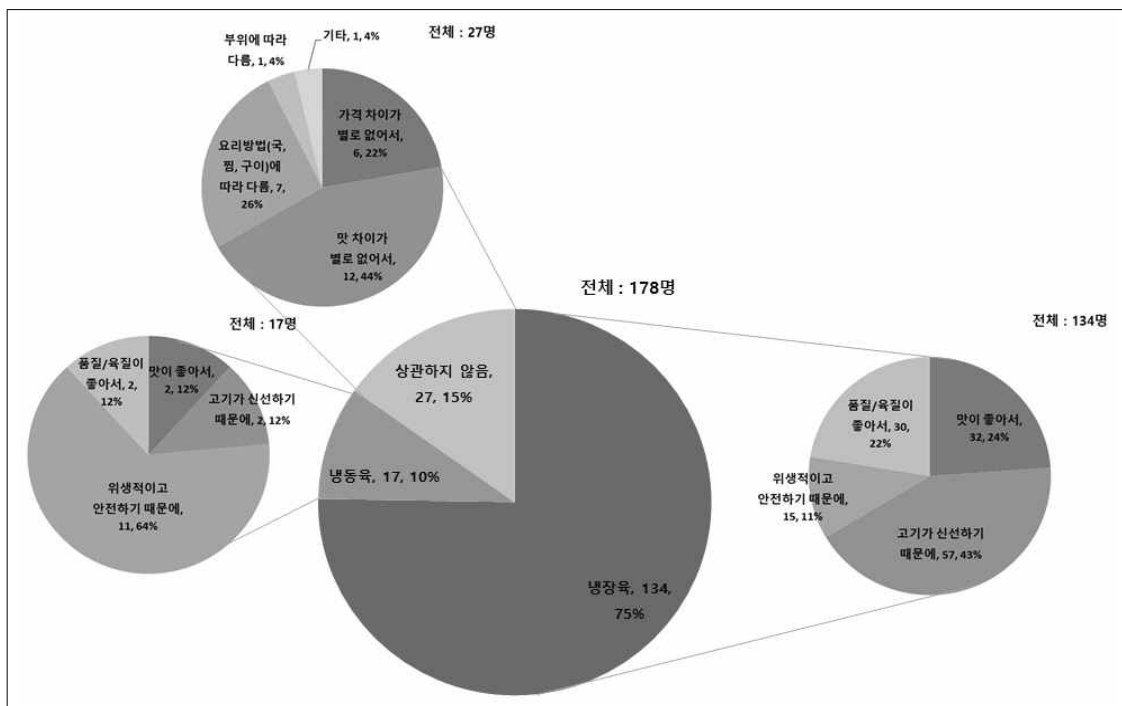 전체 : 27명
부위에 따라
다름, 1, 4%
기타, 1, 4%
가격 차이가
별로 없어서,
6, 22%
요리방법(국,
찜, 구이)에
따라 다름, 7,
26%
맛 차이가
별로 없어서,
12, 44%
전체 : 17명
품질/육질이
좋아서, 2,
12%
맛이 좋아서,
2, 12%
고기가 신선하기
때문에, 2, 12%
위생적이고
안전하기 때문에,
11, 64%
전체 : 178명
상관하지 않음,
27, 15%
냉동육, 17, 10%
냉장육, 134,
75%
전체 : 134명
품질/육질이
좋아서, 30,
22%
맛이 좋아서,
32, 24%
위생적이고
안전하기 때문에,
15, 11%
고기가 신선하기
때문에, 57, 43%